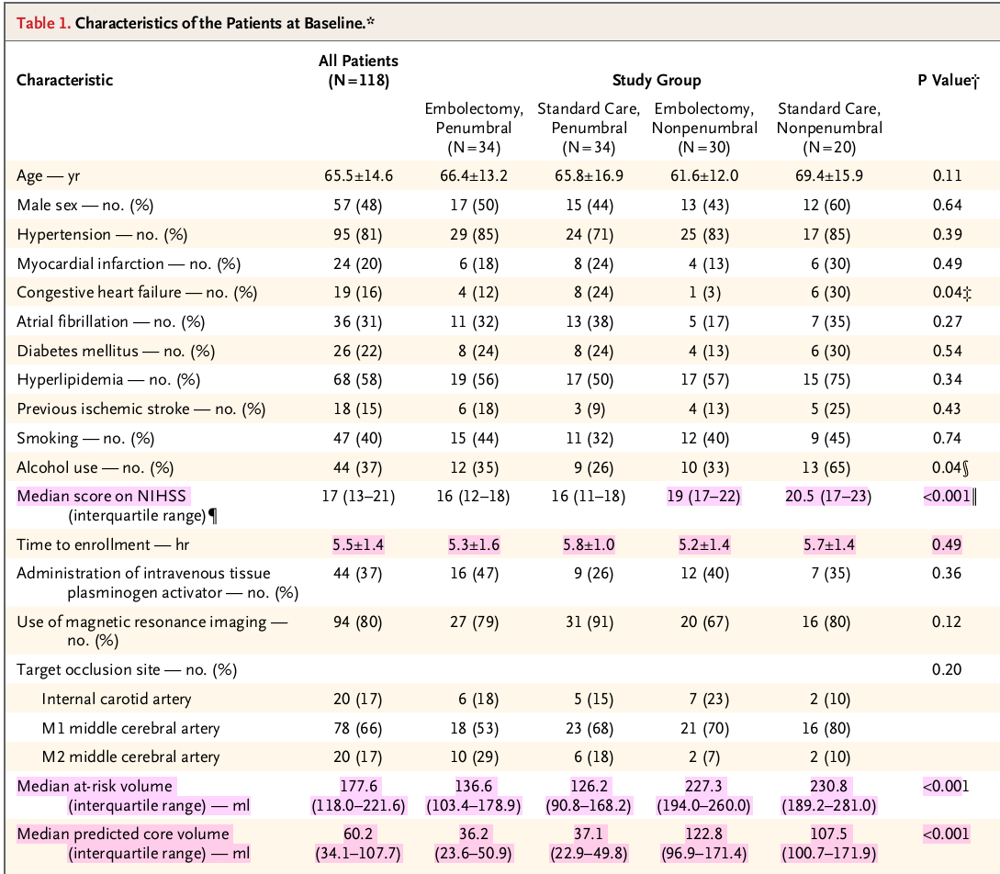 Table 1. Characteristics of the Patients at Baseline.*
Characteristic All Patients (N=118) Study Group P Value†
Embolectomy, Penumbral (N=34) Standard Care, Penumbral (N=34) Embolectomy, Nonpenumbral (N=30) Standard Care, Nonpenumbral (N=20)
Age — yr 65.5±14.6 66.4±13.2 65.8±16.9 61.6±12.0 69.4±15.9 0.11
Male sex — no. (%) 57 (48) 17 (50) 15 (44) 13 (43) 12 (60) 0.64
Hypertension — no. (%) 95 (81) 29 (85) 24 (71) 25 (83) 17 (85) 0.39
Myocardial infarction — no. (%) 24 (20) 6 (18) 8 (24) 4 (13) 6 (30) 0.49
Congestive heart failure — no. (%) 19 (16) 4 (12) 8 (24) 1 (3) 6 (30) 0.04‡
Atrial fibrillation — no. (%) 36 (31) 11 (32) 13 (38) 5 (17) 7 (35) 0.27
Diabetes mellitus — no. (%) 26 (22) 8 (24) 8 (24) 4 (13) 6 (30) 0.54
Hyperlipidemia — no. (%) 68 (58) 19 (56) 17 (50) 17 (57) 15 (75) 0.34
Previous ischemic stroke — no. (%) 18 (15) 6 (18) 3 (9) 4 (13) 5 (25) 0.43
Smoking — no. (%) 47 (40) 15 (44) 11 (32) 12 (40) 9 (45) 0.74
Alcohol use — no. (%) 44 (37) 12 (35) 9 (26) 10 (33) 13 (65) 0.04§
Median score on NIHSS 17 (13–21) 16 (12–18) 16 (11–18) 19 (17–22) 20.5 (17–23) <0.001‖
(interquartile range)¶
Time to enrollment — hr 5.5±1.4 5.3±1.6 5.8±1.0 5.2±1.4 5.7±1.4 0.49
Administration of intravenous tissue 44 (37) 16 (47) 9 (26) 12 (40) 7 (35) 0.36
plasminogen activator — no. (%)
Use of magnetic resonance imaging — 94 (80) 27 (79) 31 (91) 20 (67) 16 (80) 0.12
no. (%)
Target occlusion site — no. (%) 0.20
Internal carotid artery 20 (17) 6 (18) 5 (15) 7 (23) 2 (10)
M1 middle cerebral artery 78 (66) 18 (53) 23 (68) 21 (70) 16 (80)
M2 middle cerebral artery 20 (17) 10 (29) 6 (18) 2 (7) 2 (10)
Median at-risk volume 177.6 136.6 126.2 227.3 230.8 <0.001
(interquartile range) — ml (118.0–221.6) (103.4–178.9) (90.8–168.2) (194.0–260.0) (189.2–281.0)
Median predicted core volume 60.2 36.2 37.1 122.8 107.5 <0.001
(interquartile range) — ml (34.1–107.7) (23.6–50.9) (22.9–49.8) (96.9–171.4) (100.7–171.9)